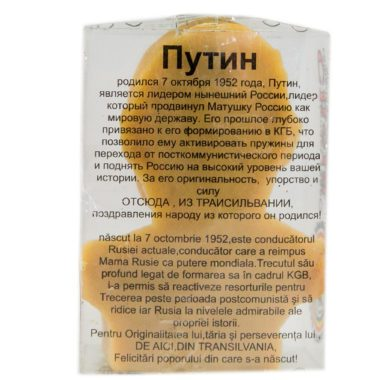 Путин
родился 7 октября 1952 года, Путин,
является лидером нынешний России,лидер
который продвинул Матушку Россию как
мировую державу. Его прошлое глубоко
привязано к его формированию в КГБ, что
позволило ему активировать пружины для
перехода от посткоммунистического периода
и поднять Россию на высокий уровень вашей
истории. За его оригинальность, упорство и
силу
ОТСЮДА , ИЗ ТРАИСИЛЬВАНИИ,
поздравления народу из которого он родился!
născut la 7 octombrie 1952,este conducătorul
Rusiei actuale,conducător care a reimpus
Mama Rusie ca putere mondiala.Trecutul său
profund legat de formarea sa în cadrul KGB,
i-a permis să reactiveze resorturile pentru
Trecerea peste perioada postcomunistă și să
ridice iar Rusia la nivelele admirabile ale
propriei istorii.
Pentru Originalitatea lui,tăria și perseverența lui ,
DE AICI,DIN TRANSILVANIA,
Felicitări poporului din care s-a născut!